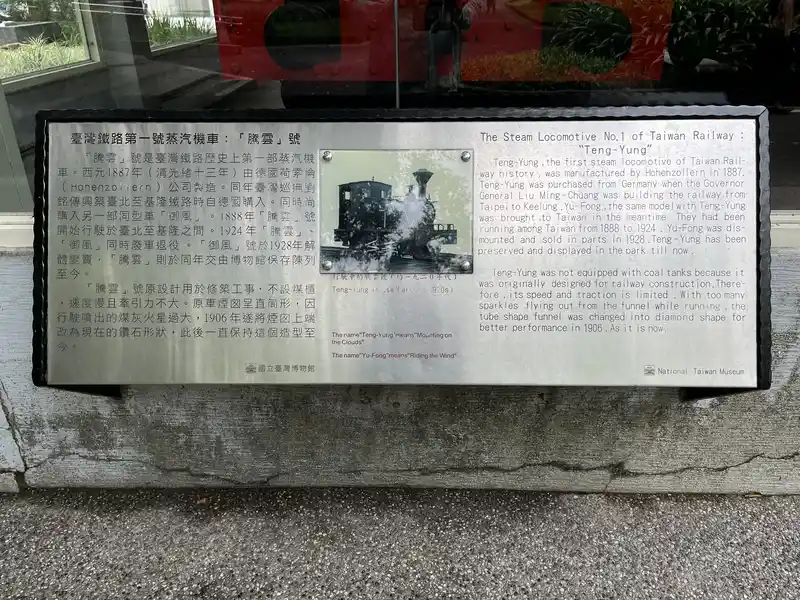 臺灣鐵路第一號蒸汽機車:「騰雲」號
「騰雲」號是臺灣鐵路歷史上第一部蒸汽機
車。西元1887年(清光緒十三年)由德國荷索倫
(Hohenzollern)公司製造。同年臺灣巡撫劉
銘傳興築臺北至基隆鐵路時自德國購入。同時尚
購入另一部同型車「御風」。1888年「騰雲」號
開始行駛於臺北至基隆之間。1924年「騰雲」、
「御風」同時廢車退役。「御風」號於1928年解
體變賣,「騰雲」則於同年交由博物館保存陳列
至今。
「騰雲」號原設計用於修築工事,不設煤櫃
,速度慢且牽引力不大。原車煙囪呈直筒形,因
行駛噴出的煤灰火星過大,1906年遂將煙囪上端
改為現在的鑽石形狀,此後一直保持這個造型至
今。
國立臺灣博物館
The name"Teng-Yung"means"Mounting on
the Clouds"
The name"Yu-Fong"means"Riding the Wind"
The Steam Locomotive No.1 of Taiwan Railway :
"Teng-Yung"
Teng-Yung ,the first steam locomotive of Taiwan Rail-
way history , was manufactured by Hohenzollern in 1887.
Teng-Yung was purchased from Germany when the Governor
General Liu Ming-Chuang was building the railway from
Taipei to Keelung .Yu-Fong ,the same model with Teng-Yung
was brought to Taiwan in the meantime .They had been
running among Taiwan from 1888 to 1924 .Yu-Fong was dis-
mounted and sold in parts in 1928 .Teng-Yung has been
preserved and displayed in the park till now .
Teng-Yung was not equipped with coal tanks because it
was originally designed for railway construction.There-
fore ,its speed and traction is limited . With too many
sparkles flying out from the funnel while running ,the
tube shape funnel was changed into diamond shape for
better performance in 1906. As it is now.
National Taiwan Museum